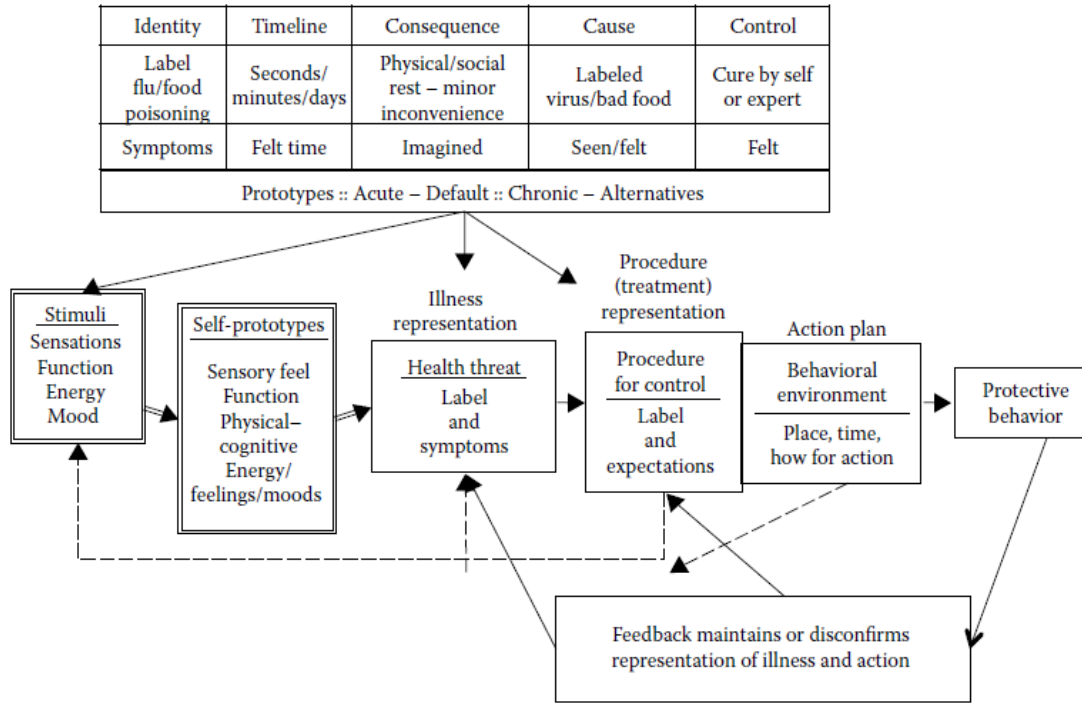 Identity Timeline Consequence Cause Control
Label
flu/food
poisoning
Seconds/
minutes/days
Physical/social
rest – minor
inconvenience
Labeled
virus/bad food
Cure by self
or expert
Symptoms Felt time Imagined Seen/felt Felt
Prototypes :: Acute – Default :: Chronic – Alternatives
Stimuli
Sensations
Function
Energy
Mood
Self-prototypes
Sensory feel
Function
Physical–
cognitive
Energy/
feelings/moods
Illness
representation
Health threat
Label
and
symptoms
Procedure
(treatment)
representation
Procedure
for control
Label
and
expectations
Action plan
Behavioral
environment
Place, time,
how for action
Protective
behavior
Feedback maintains or disconfirms
representation of illness and action